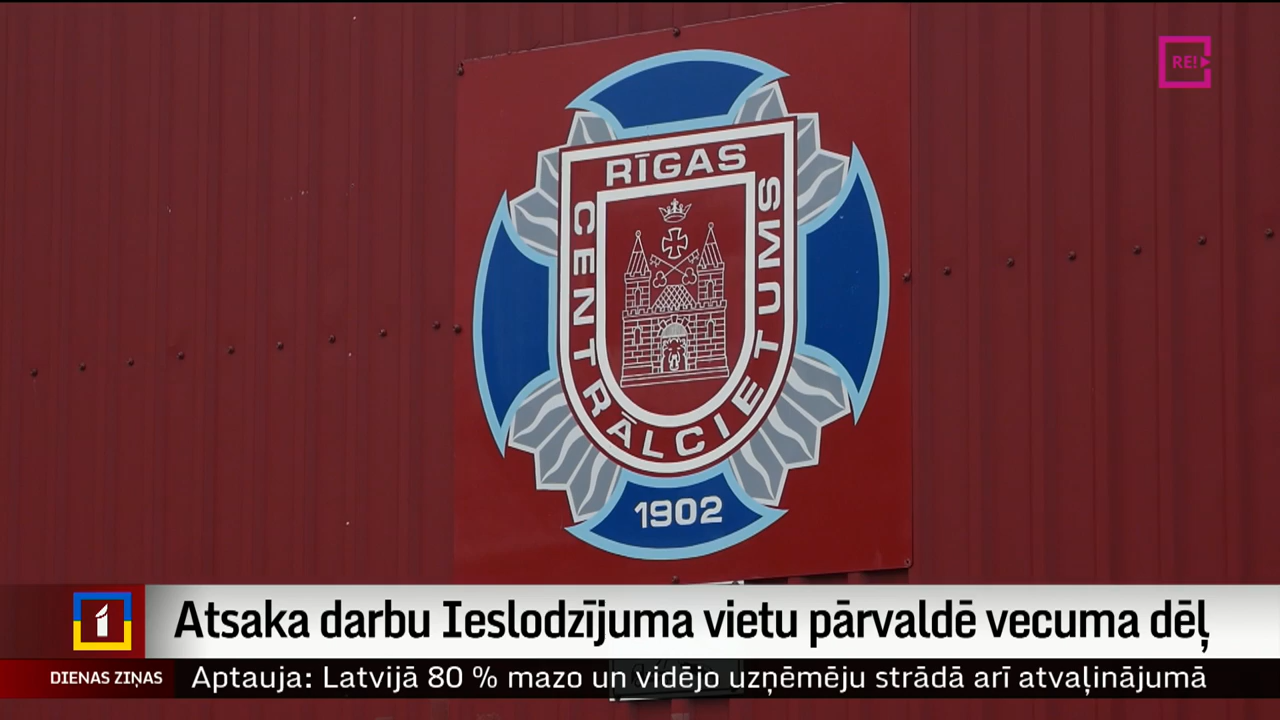 RE!
RĪGAS
CENTRĀLCIETUMS
1902
1
Atsaka darbu Ieslodzījuma vietu pārvaldē vecuma dēļ
DIENAS ZIŅAS
Aptauja: Latvijā 80 % mazo un vidējo uzņēmēju strādā arī atvaļinājumā